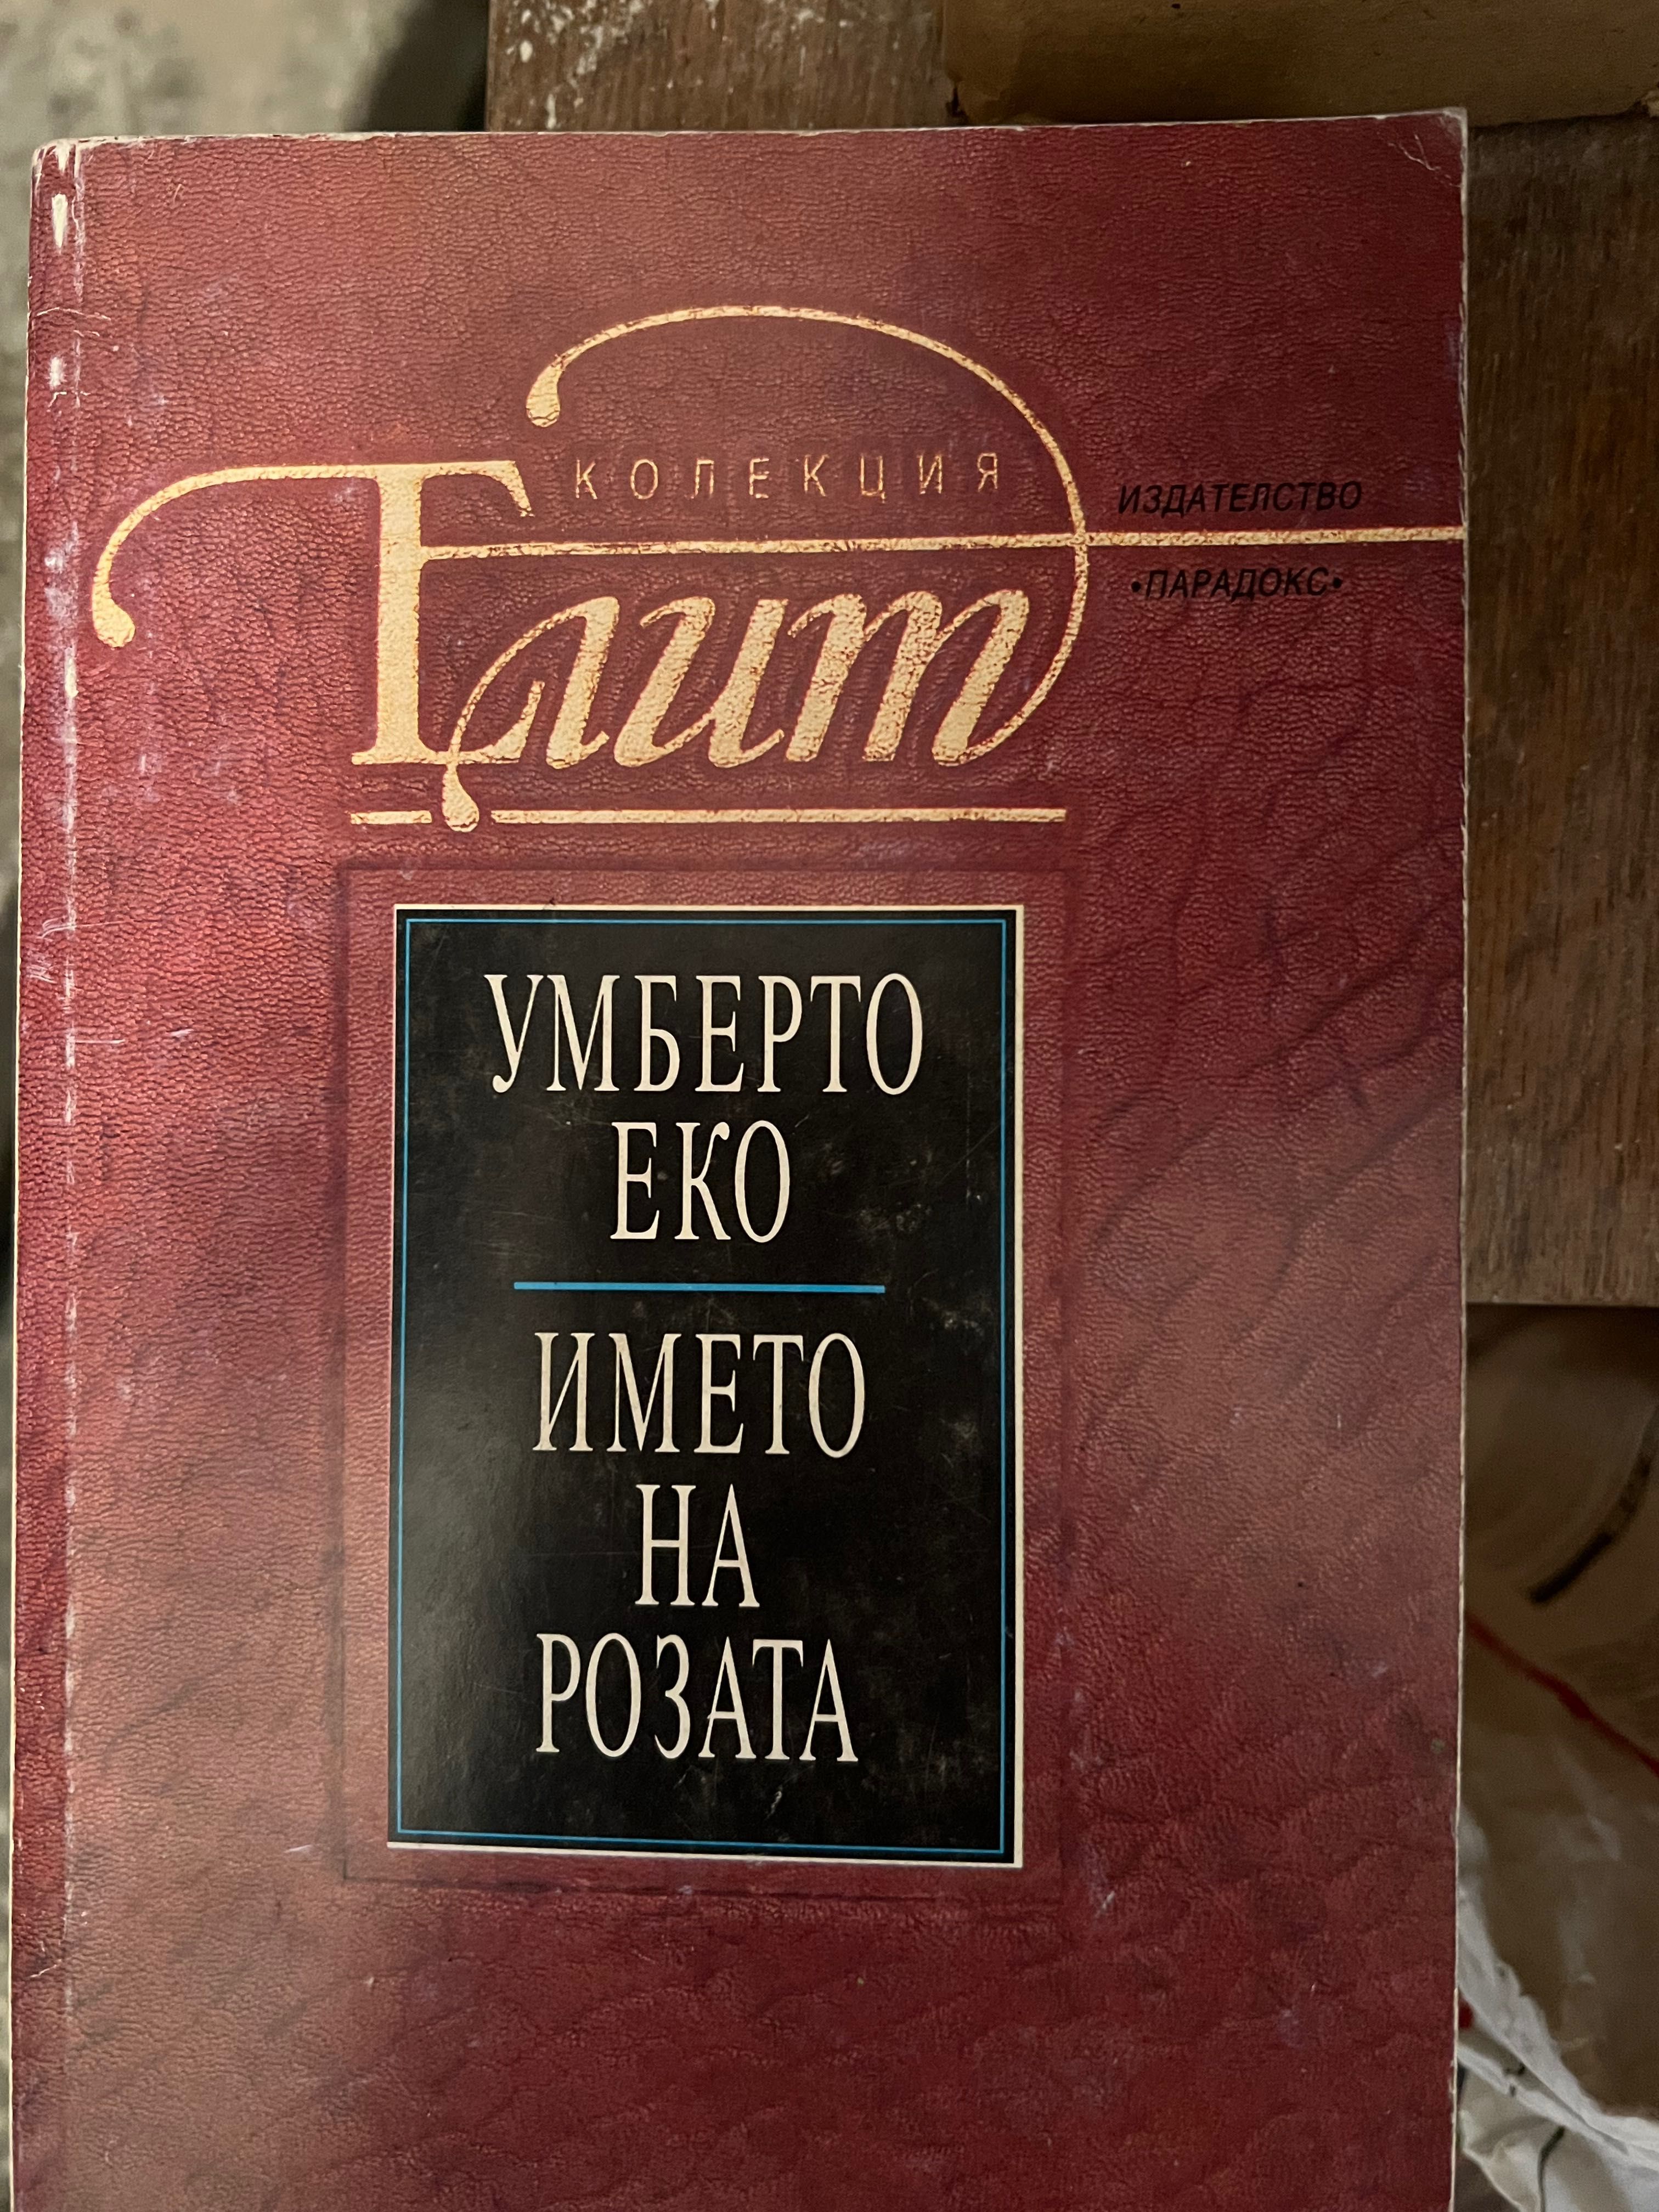 КОЛЕКЦИЯ
Елит
ИЗДАТЕЛСТВО
•ПАРАДОКС•
УМБЕРТО
ЕКО
ИМЕТО
НА
РОЗАТА